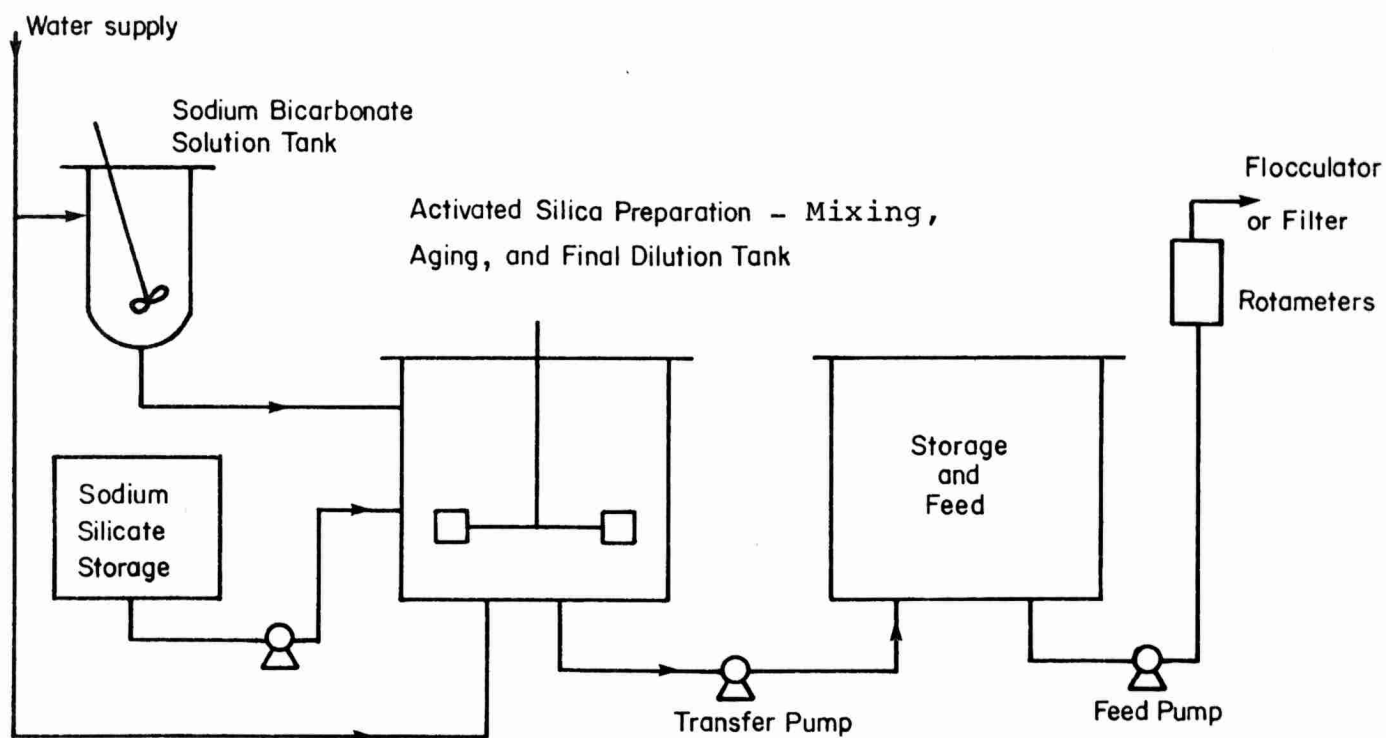 Water supply
Sodium Bicarbonate
Solution Tank
Activated Silica Preparation – Mixing,
Aging, and Final Dilution Tank
Flocculator
or Filter
Rotameters
Sodium
Silicate
Storage
Storage
and
Feed
Transfer Pump
Feed Pump